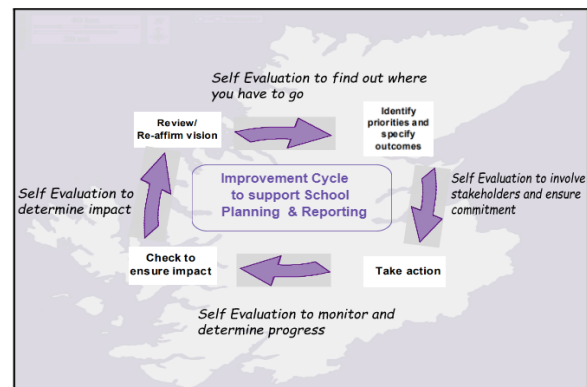 Self Evaluation to find out where
you have to go
Review/
Re-affirm vision
Identify
priorities and
specify
outcomes
Self Evaluation to
determine impact
Improvement Cycle
to support School
Planning & Reporting
Self Evaluation to involve
stakeholders and ensure
commitment
Check to
ensure impact
Take action
Self Evaluation to monitor and
determine progress